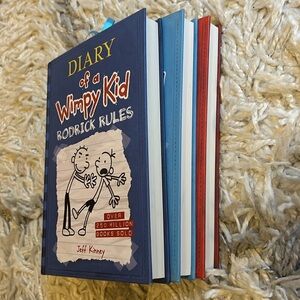 DIARY
of a
Wimpy Kid
RODRICK RULES
OVER
250 MILLION
BOOKS SOLD
Jeff Kinney